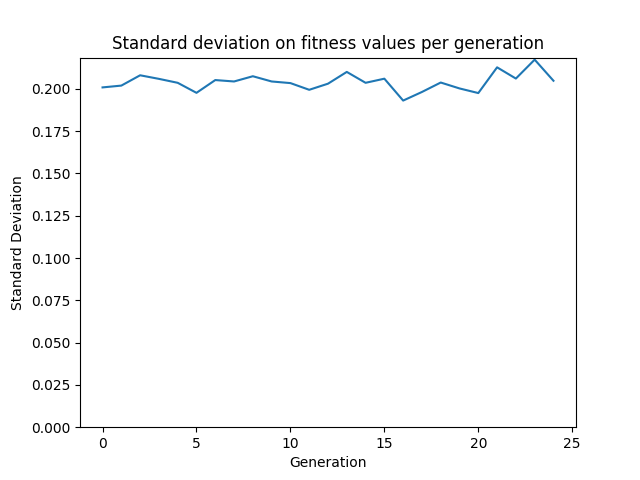 Standard deviation on fitness values per generation
0.200
0.175
0.150
0.125
0.100
0.075
0.050
0.025
0.000
Standard Deviation
0 5 10 15 20 25
Generation